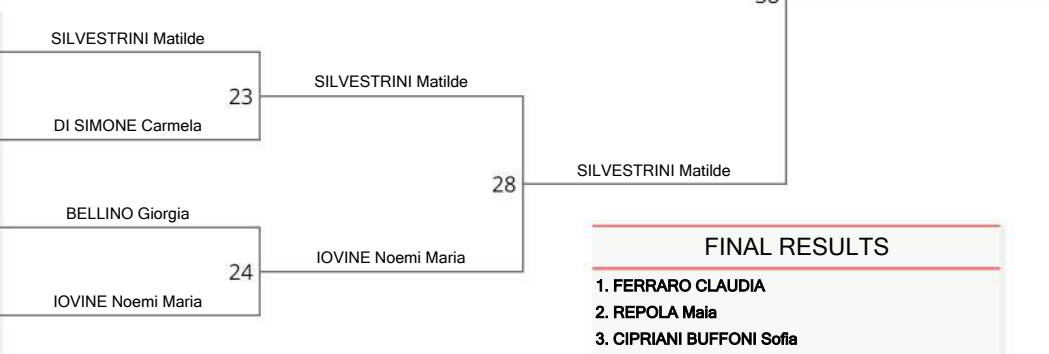 SILVESTRINI Matilde
23
SILVESTRINI Matilde
DI SIMONE Carmela
28
SILVESTRINI Matilde
BELLINO Giorgia
24
IOVINE Noemi Maria
IOVINE Noemi Maria
FINAL RESULTS
1. FERRARO CLAUDIA
2. REPOLA Maia
3. CIPRIANI BUFFONI Sofia